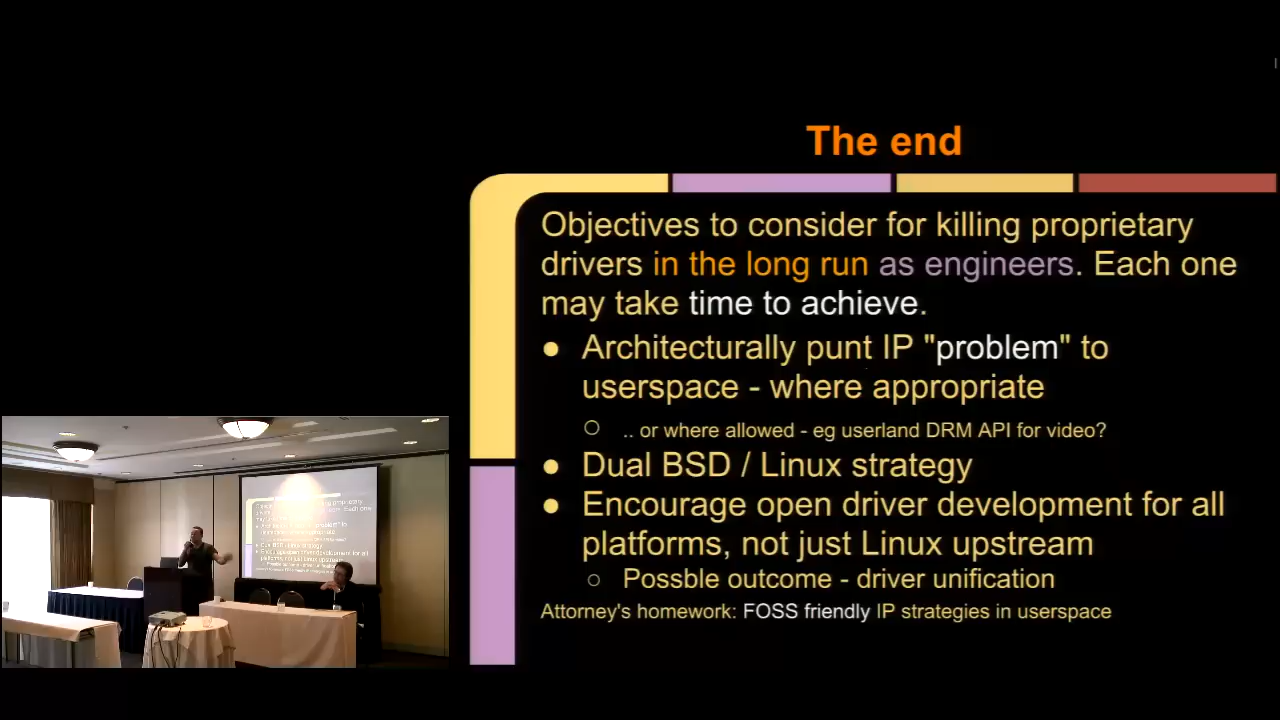 The end
Objectives to consider for killing proprietary
drivers in the long run as engineers. Each one
may take time to achieve.
● Architecturally punt IP "problem" to
userspace - where appropriate
○ .. or where allowed - eg userland DRM API for video?
● Dual BSD / Linux strategy
● Encourage open driver development for all
platforms, not just Linux upstream
○ Possble outcome - driver unification
Attorney's homework: FOSS friendly IP strategies in userspace